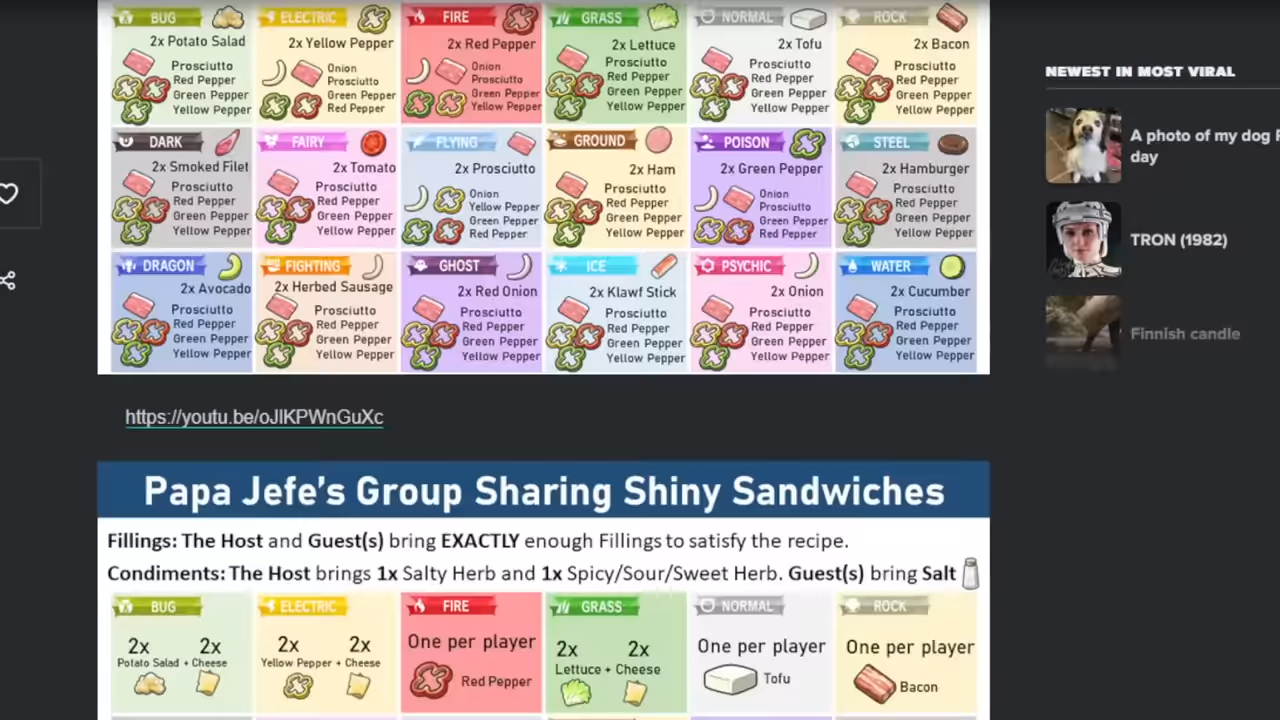 BUG ELECTRIC FIRE GRASS NORMAL ROCK
2x Potato Salad 2x Yellow Pepper 2x Red Pepper 2x Lettuce 2x Tofu 2x Bacon
Prosciutto Onion Onion Prosciutto Prosciutto Prosciutto
Red Pepper Prosciutto Prosciutto Red Pepper Red Pepper Red Pepper
Green Pepper Green Pepper Green Pepper Green Pepper Green Pepper Green Pepper
Yellow Pepper Red Pepper Yellow Pepper Yellow Pepper Yellow Pepper Yellow Pepper
DARK FAIRY FLYING GROUND POISON STEEL
2x Smoked Filet 2x Tomato 2x Prosciutto 2x Ham 2x Green Pepper 2x Hamburger
Prosciutto Prosciutto Onion Prosciutto Onion Prosciutto
Red Pepper Red Pepper Yellow Pepper Red Pepper Prosciutto Red Pepper
Green Pepper Green Pepper Green Pepper Green Pepper Green Pepper Green Pepper
Yellow Pepper Yellow Pepper Red Pepper Yellow Pepper Red Pepper Yellow Pepper
DRAGON FIGHTING GHOST ICE PSYCHIC WATER
2x Avocado 2x Herbed Sausage 2x Red Onion 2x Klawf Stick 2x Onion 2x Cucumber
Prosciutto Prosciutto Prosciutto Prosciutto Prosciutto Prosciutto
Red Pepper Red Pepper Red Pepper Red Pepper Red Pepper Red Pepper
Green Pepper Green Pepper Green Pepper Green Pepper Green Pepper Green Pepper
Yellow Pepper Yellow Pepper Yellow Pepper Yellow Pepper Yellow Pepper Yellow Pepper
https://youtu.be/oJlKPWnGuXc
Papa Jefe's Group Sharing Shiny Sandwiches
Fillings: The Host and Guest(s) bring EXACTLY enough Fillings to satisfy the recipe.
Condiments: The Host brings 1x Salty Herb and 1x Spicy/Sour/Sweet Herb. Guest(s) bring Salt
BUG ELECTRIC FIRE GRASS NORMAL ROCK
2x 2x 2x 2x One per player 2x 2x One per player One per player
Potato Salad + Cheese Yellow Pepper + Cheese Red Pepper Lettuce + Cheese Tofu Bacon
NEWEST IN MOST VIRAL
A photo of my dog
day
TRON (1982)
Finnish candle